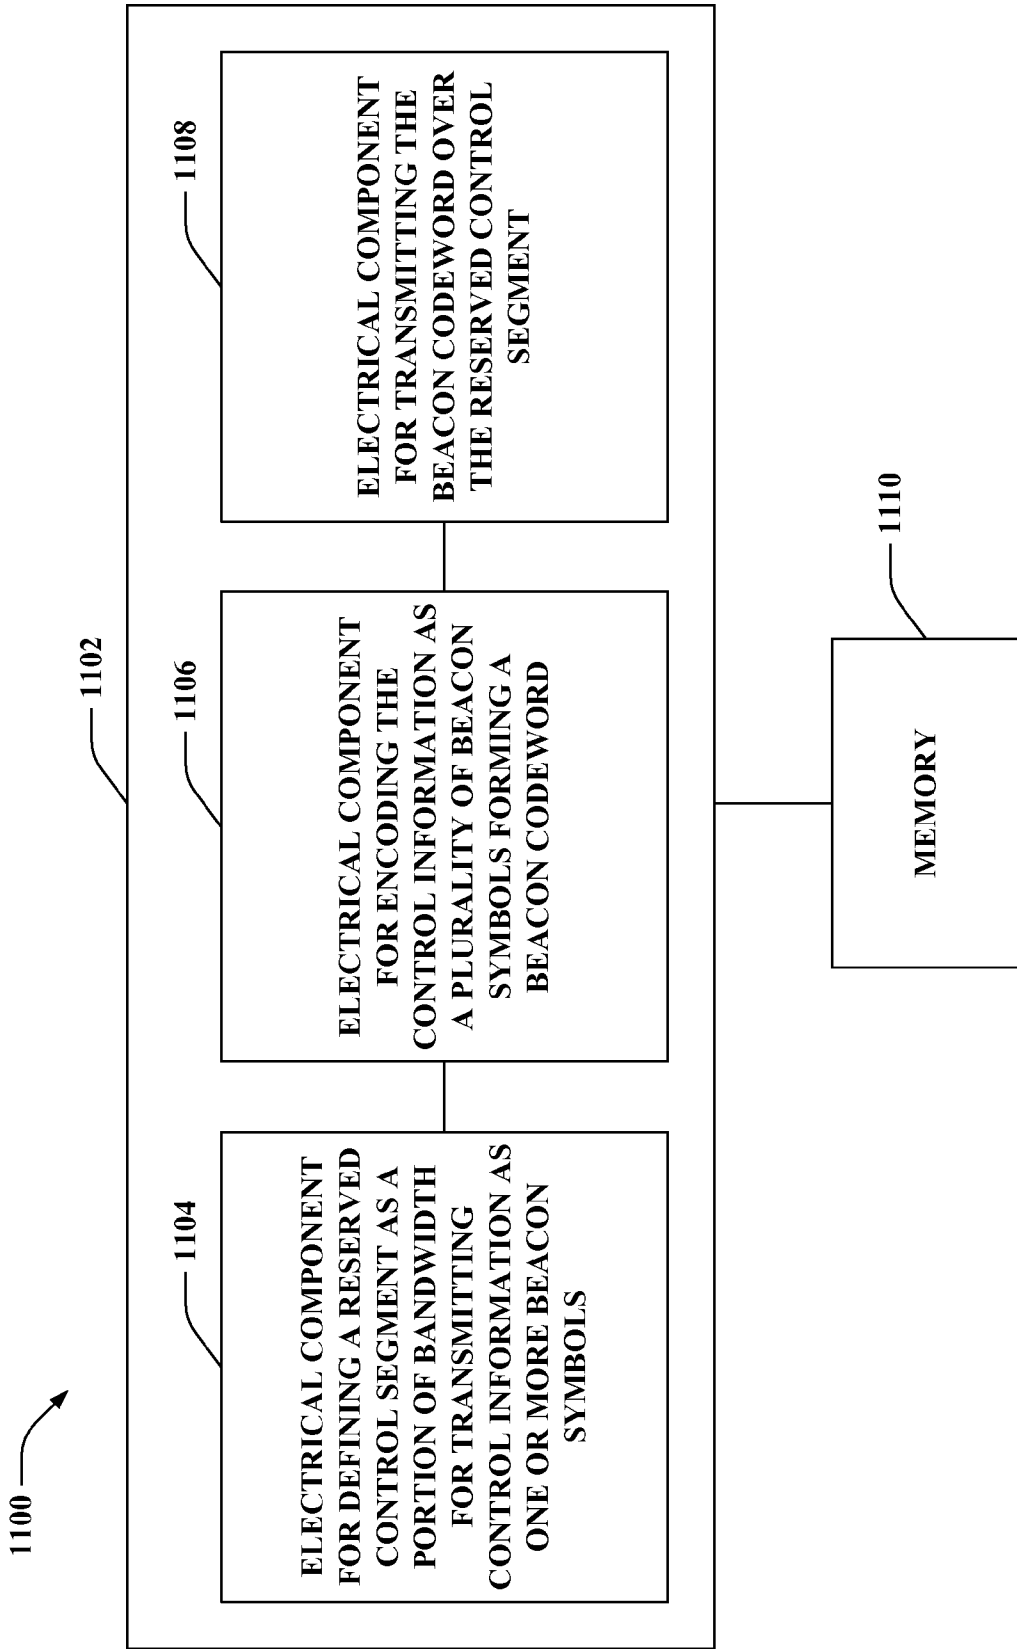 1100
1102
1104
ELECTRICAL COMPONENT
FOR DEFINING A RESERVED
CONTROL SEGMENT AS A
PORTION OF BANDWIDTH
FOR TRANSMITTING
CONTROL INFORMATION AS
ONE OR MORE BEACON
SYMBOLS
1106
ELECTRICAL COMPONENT
FOR ENCODING THE
CONTROL INFORMATION AS
A PLURALITY OF BEACON
SYMBOLS FORMING A
BEACON CODEWORD
1108
ELECTRICAL COMPONENT
FOR TRANSMITTING THE
BEACON CODEWORD OVER
THE RESERVED CONTROL
SEGMENT
1110
MEMORY